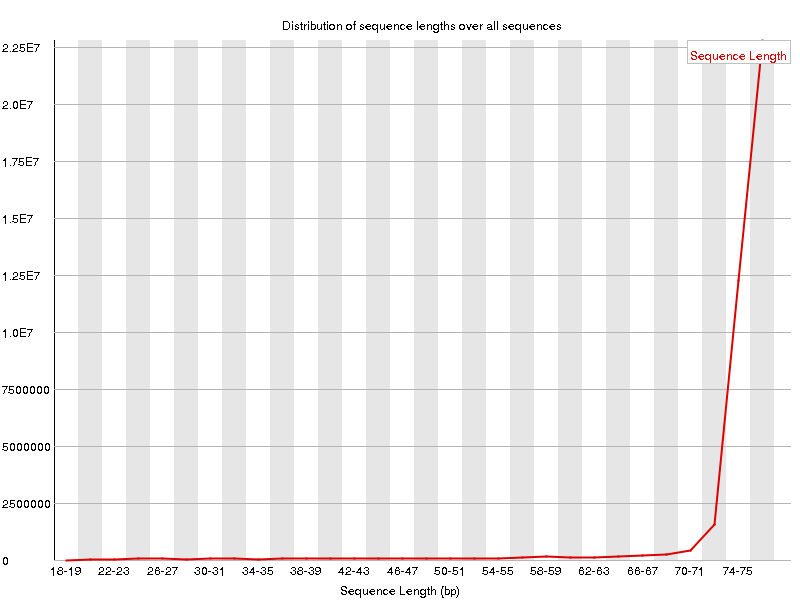 Distribution of sequence lengths over all sequences
2.25E7
Sequence Length
2.0E7
1.75E7
1.5E7
1.25E7
1.0E7
7500000
5000000
2500000
0
18-19 22-23 26-27 30-31 34-35 38-39 42-43 46-47 50-51 54-55 58-59 62-63 66-67 70-71 74-75
Sequence Length (bp)